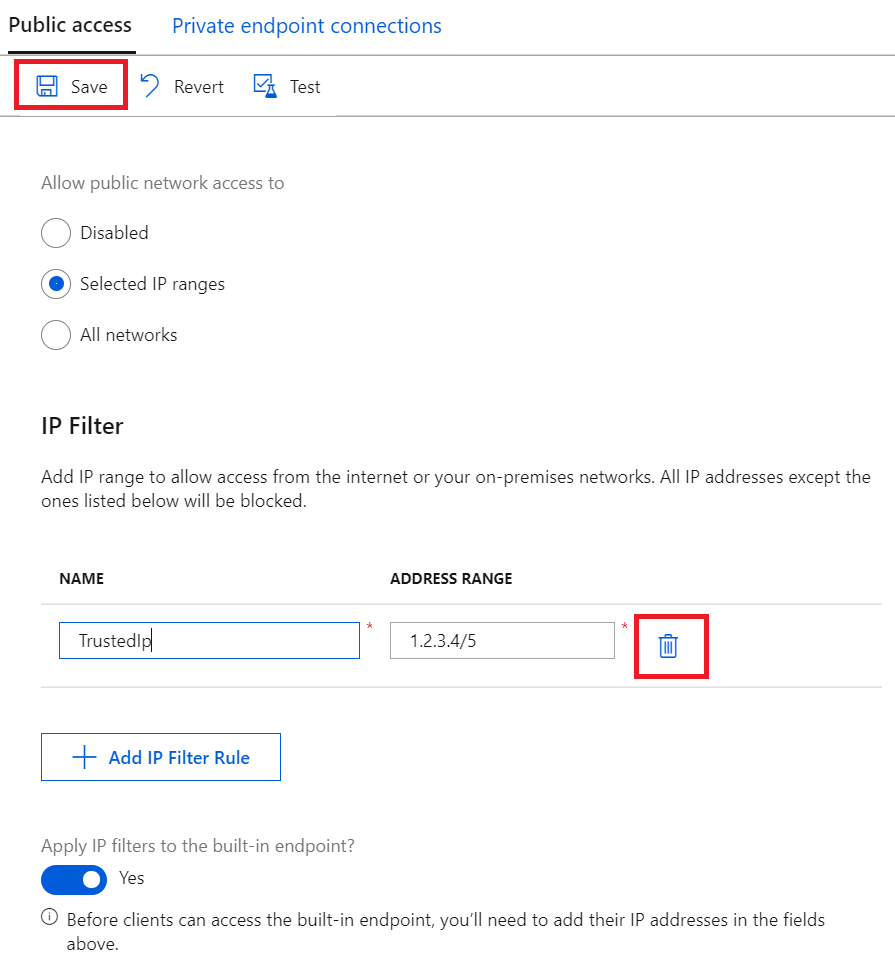 Public access
Private endpoint connections
Save
Revert
Test
Allow public network access to
Disabled
Selected IP ranges
All networks
IP Filter
Add IP range to allow access from the internet or your on-premises networks. All IP addresses except the
ones listed below will be blocked.
NAME
ADDRESS RANGE
TrustedIp
*
1.2.3.4/5
*
Add IP Filter Rule
Apply IP filters to the built-in endpoint?
Yes
Before clients can access the built-in endpoint, you’ll need to add their IP addresses in the fields
above.